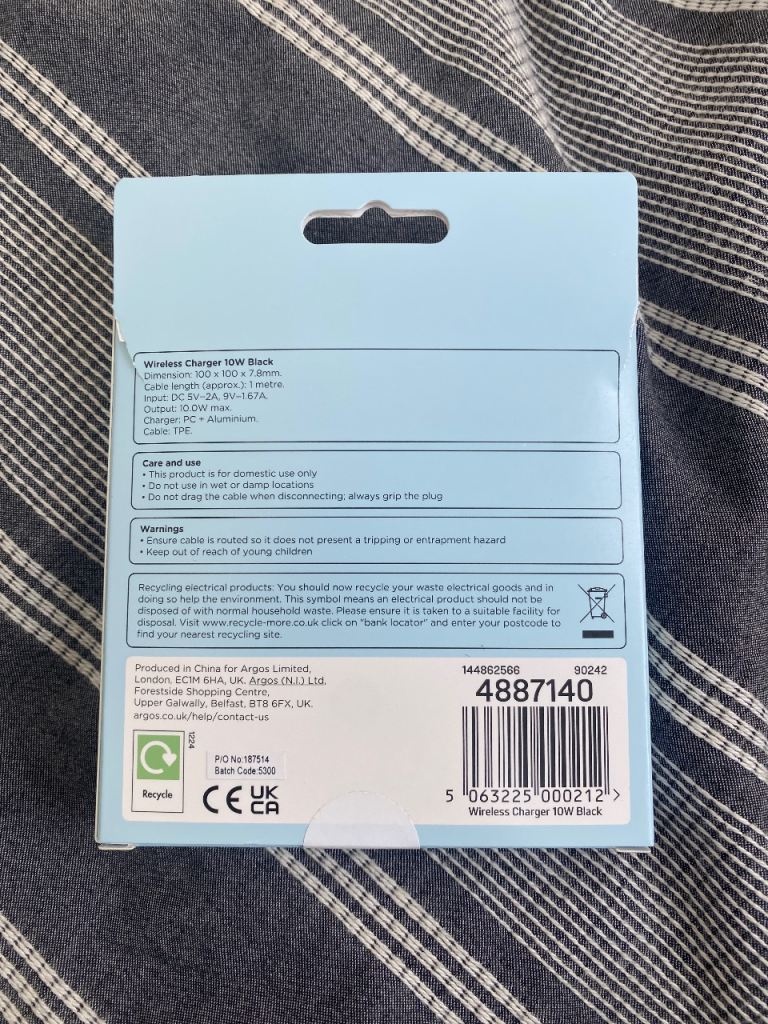 Wireless Charger 10W Black
Dimension: 100 x 100 x 7.8mm.
Cable length (approx.): 1 metre.
Input: DC 5V⎓2A, 9V⎓1.67A.
Output: 10.0W max.
Charger: PC + Aluminium.
Cable: TPE.
Care and use
• This product is for domestic use only
• Do not use in wet or damp locations
• Do not drag the cable when disconnecting; always grip the plug
Warnings
• Ensure cable is routed so it does not present a tripping or entrapment hazard
• Keep out of reach of young children
Recycling electrical products: You should now recycle your waste electrical goods and in
doing so help the environment. This symbol means an electrical product should not be
disposed of with normal household waste. Please ensure it is taken to a suitable facility for
disposal. Visit www.recycle-more.co.uk click on "bank locator" and enter your postcode to
find your nearest recycling site.
Produced in China for Argos Limited,
London, EC1M 6HA, UK. Argos (N.I.) Ltd,
Forestside Shopping Centre,
Upper Galwally, Belfast, BT8 6FX, UK.
argos.co.uk/help/contact-us
1224
Recycle
P/O No:187514
Batch Code:5300
CE UK
CA
144862566 90242
4887140
5 063225 000212 >
Wireless Charger 10W Black